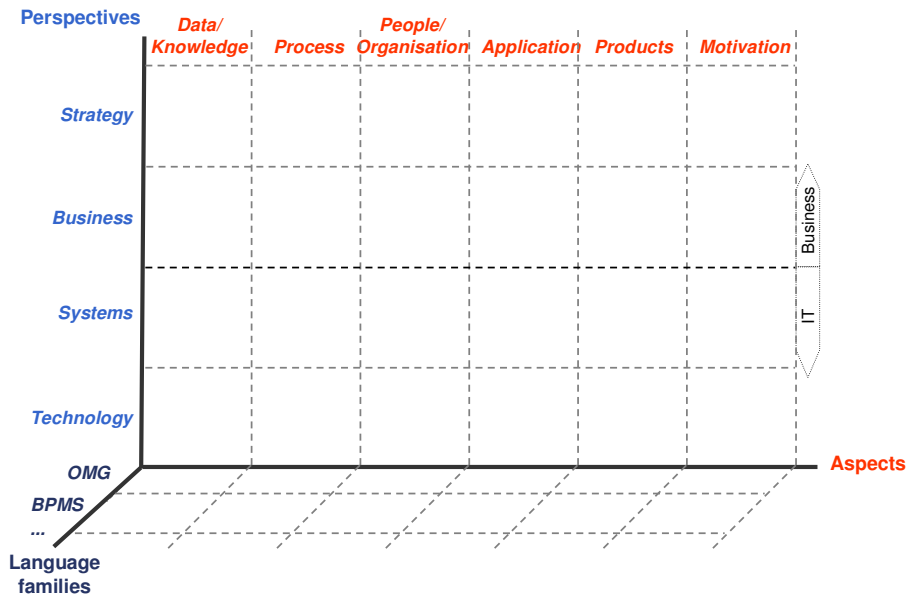 Perspectives
Data/
Knowledge
Process
People/
Organisation
Application
Products
Motivation
Strategy
Business
Systems
Technology
Business
IT
Aspects
OMG
BPMS
...
Language
families